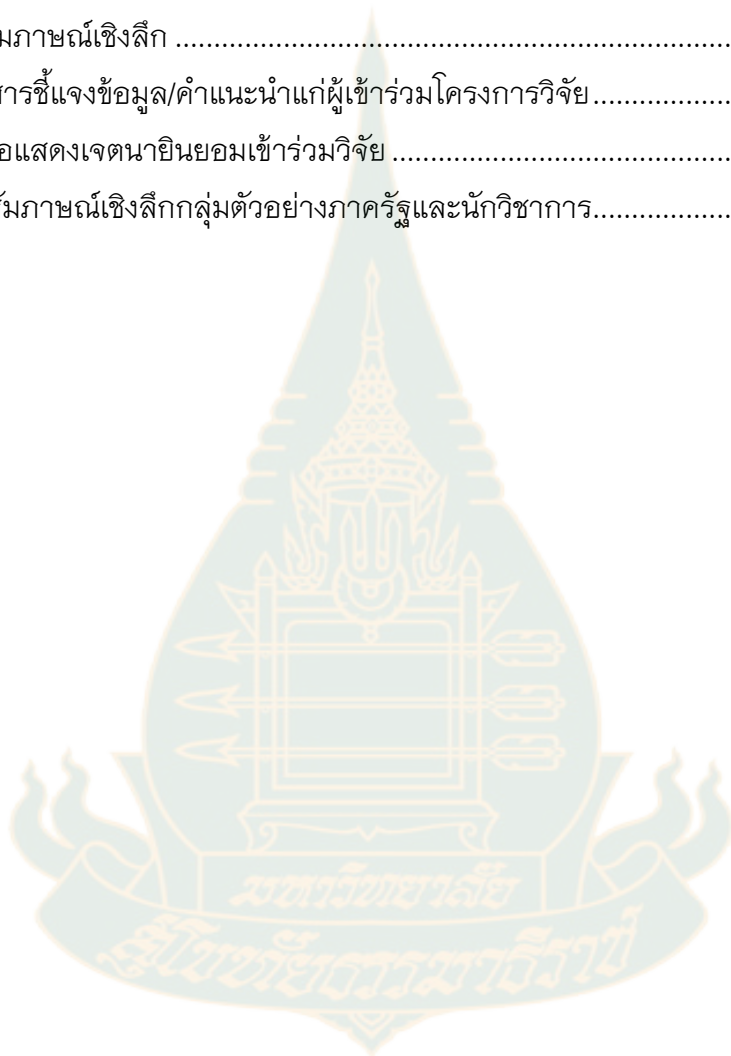 มภาษณ์เชิงลึก ........................................................................
สารชี้แจงข้อมูล/คำแนะนำแก่ผู้เข้าร่วมโครงการวิจัย..................
อแสดงเจตนายินยอมเข้าร่วมวิจัย ............................................
สัมภาษณ์เชิงลึกกลุ่มตัวอย่างภาครัฐและนักวิชาการ..................
มหาวิทยาลัย
สุโขทัยธรรมาธิราช